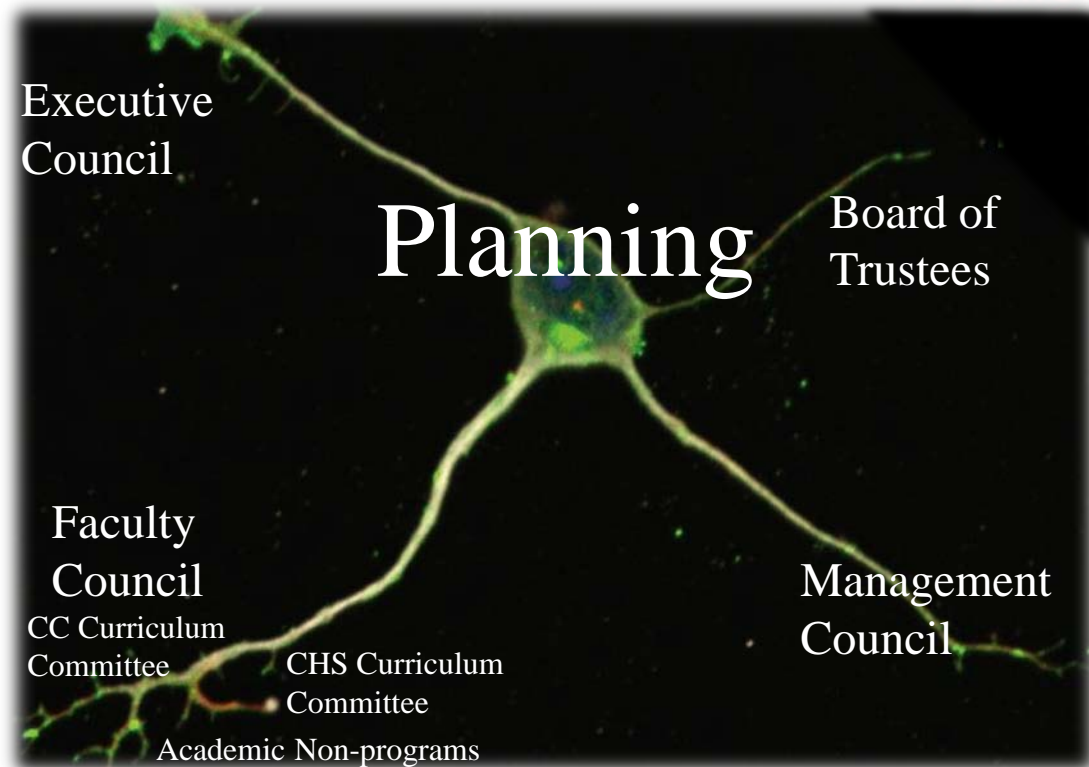 Executive
Council
Planning
Board of
Trustees
Faculty
Council
CC Curriculum
Committee
CHS Curriculum
Committee
Academic Non-programs
Management
Council